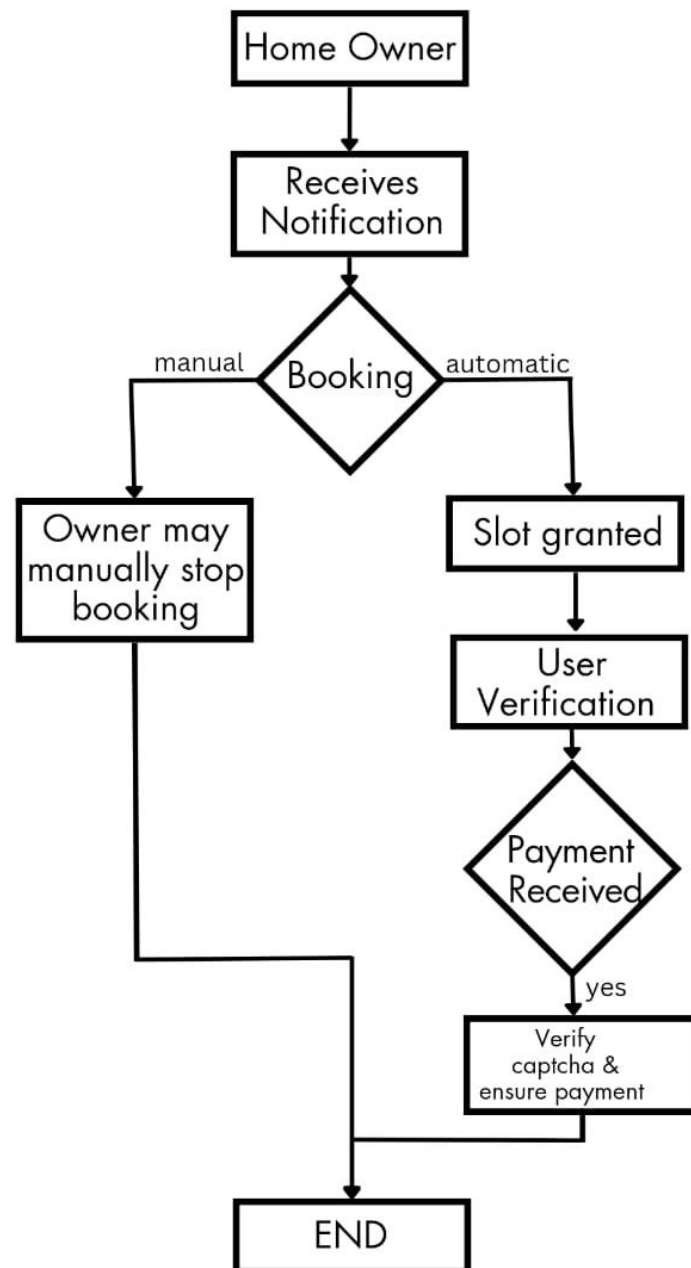 Home Owner
Receives
Notification
Booking
manual
automatic
Owner may
manually stop
booking
Slot granted
User
Verification
Payment
Received
yes
Verify
captcha &
ensure payment
END